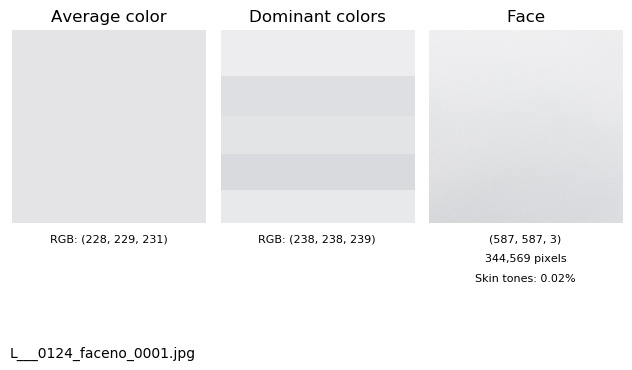 Average color
Dominant colors
Face
RGB: (228, 229, 231)
RGB: (238, 238, 239)
(587, 587, 3)
344,569 pixels
Skin tones: 0.02%
L___0124_faceno_0001.jpg